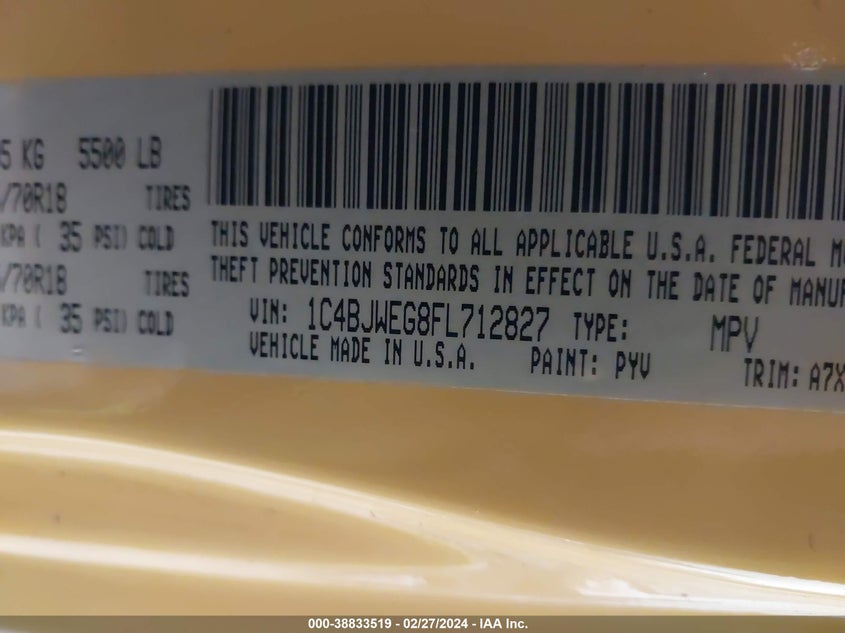 5 KG 5500 LB
/70R18 TIRES
KPA ( 35 PSI) COLD
/70R18 TIRES
KPA ( 35 PSI) COLD
THIS VEHICLE CONFORMS TO ALL APPLICABLE U.S.A. FEDERAL M
THEFT PREVENTION STANDARDS IN EFFECT ON THE DATE OF MANUF
VIN: 1C4BJWEG8FL712827 TYPE: MPV
VEHICLE MADE IN U.S.A. PAINT: PYV TRIM: A7X
000-38833519 - 02/27/2024 - IAA Inc.